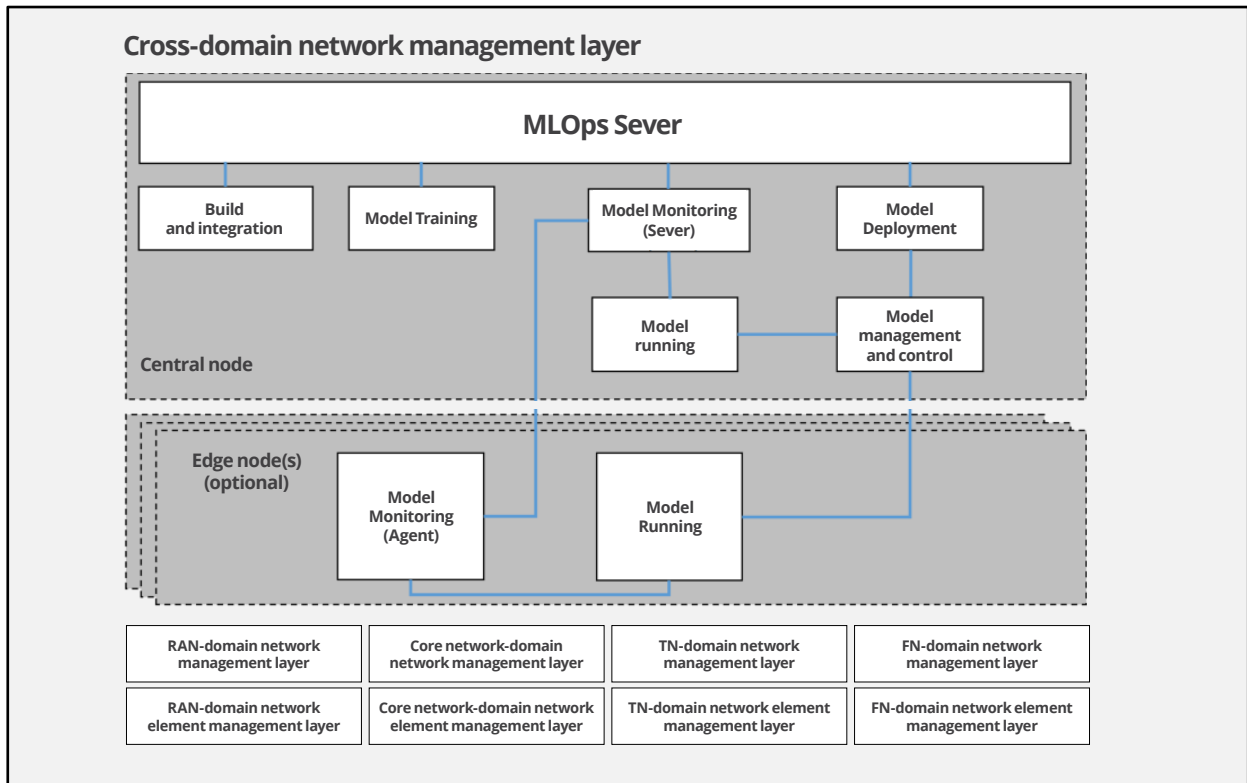 Cross-domain network management layer
MLOps Sever
Build
and integration
Model Training
Model Monitoring
(Sever)
Model
Deployment
Model
running
Model
management
and control
Central node
Edge node(s)
(optional)
Model
Monitoring
(Agent)
Model
Running
RAN-domain network
management layer
Core network-domain
network management layer
TN-domain network
management layer
FN-domain network
management layer
RAN-domain network
element management layer
Core network-domain network
element management layer
TN-domain network element
management layer
FN-domain network element
management layer